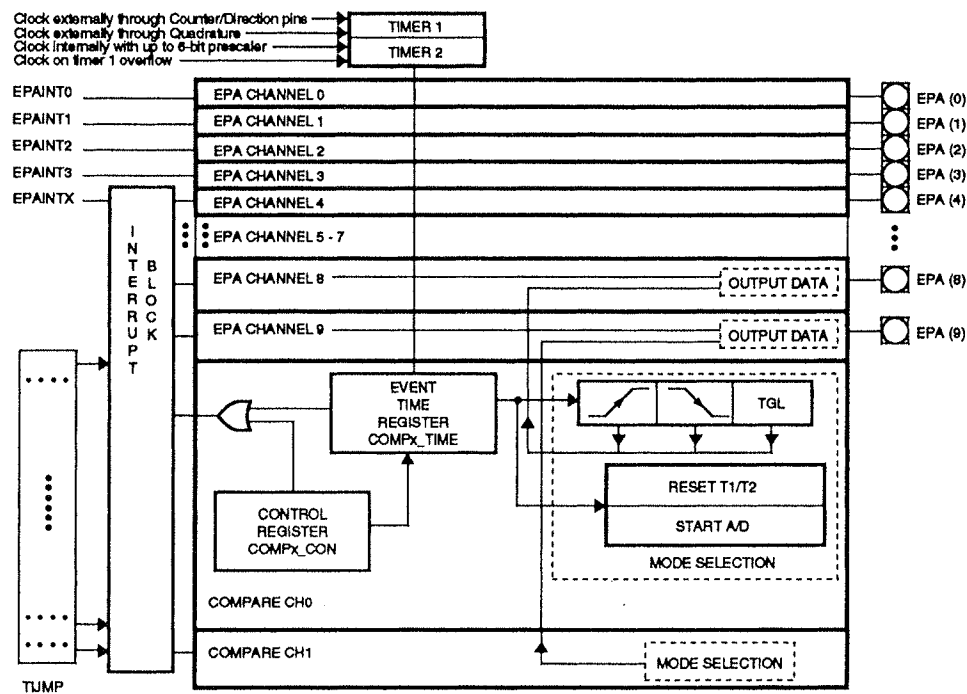 Clock externally through Counter/Direction pins
Clock externally through Quadrature
Clock internally with up to 6-bit prescaler
Clock on timer 1 overflow
TIMER 1
TIMER 2
EPAINT0
EPA CHANNEL 0
EPA (0)
EPAINT1
EPA CHANNEL 1
EPA (1)
EPAINT2
EPA CHANNEL 2
EPA (2)
EPAINT3
EPA CHANNEL 3
EPA (3)
EPAINTX
EPA CHANNEL 4
EPA (4)
EPA CHANNEL 5 - 7
INTERRUPT
BLOCK
EPA CHANNEL 8
OUTPUT DATA
EPA (8)
EPA CHANNEL 9
OUTPUT DATA
EPA (9)
EVENT
TIME
REGISTER
COMPx_TIME
TGL
RESET T1/T2
START A/D
MODE SELECTION
CONTROL
REGISTER
COMPx_CON
COMPARE CH0
COMPARE CH1
MODE SELECTION
TIJMP